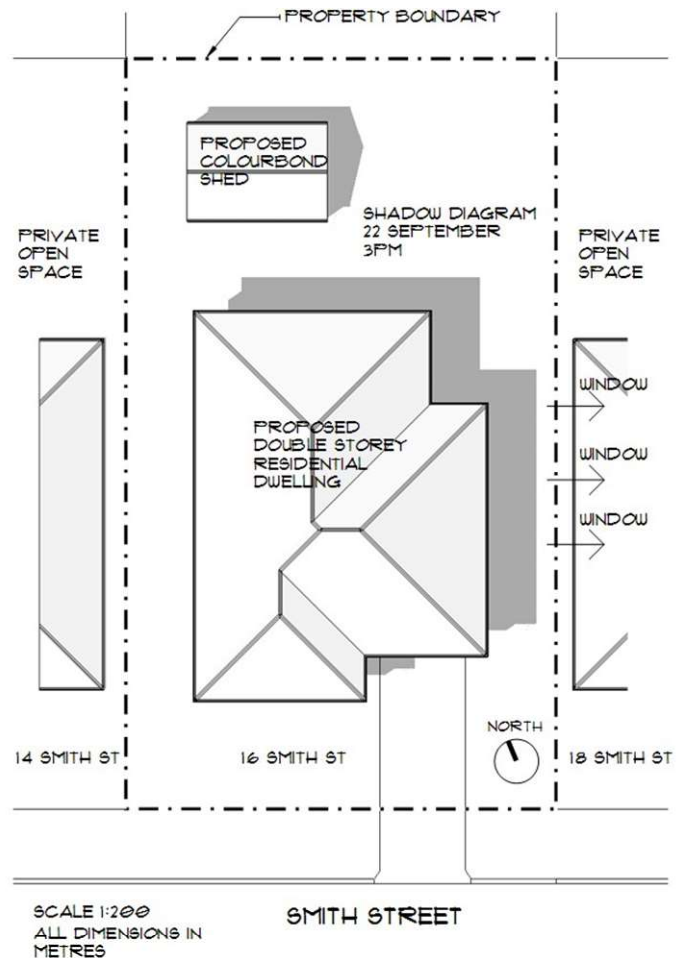 PROPERTY BOUNDARY
PROPOSED
COLOURBOND
SHED
SHADOW DIAGRAM
22 SEPTEMBER
3PM
PRIVATE
OPEN
SPACE
PRIVATE
OPEN
SPACE
WINDOW
PROPOSED
DOUBLE STOREY
RESIDENTIAL
DWELLING
WINDOW
WINDOW
NORTH
14 SMITH ST
16 SMITH ST
18 SMITH ST
SCALE 1:200
ALL DIMENSIONS IN
METRES
SMITH STREET